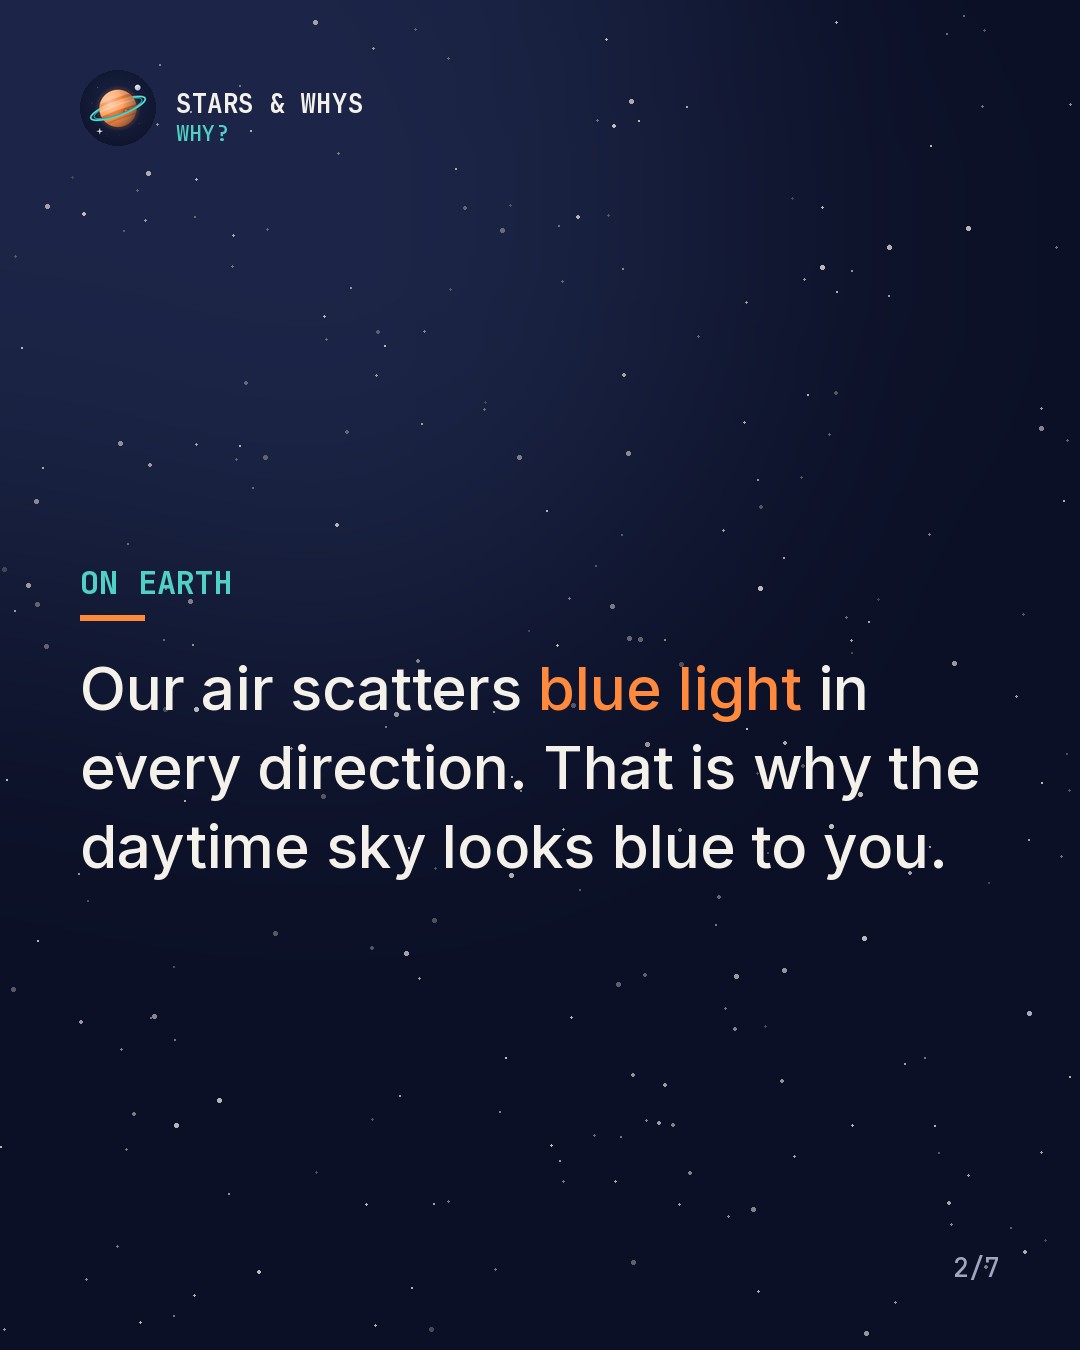 STARS & WHYS
WHY?
ON EARTH
Our air scatters blue light in
every direction. That is why the
daytime sky looks blue to you.
2/7